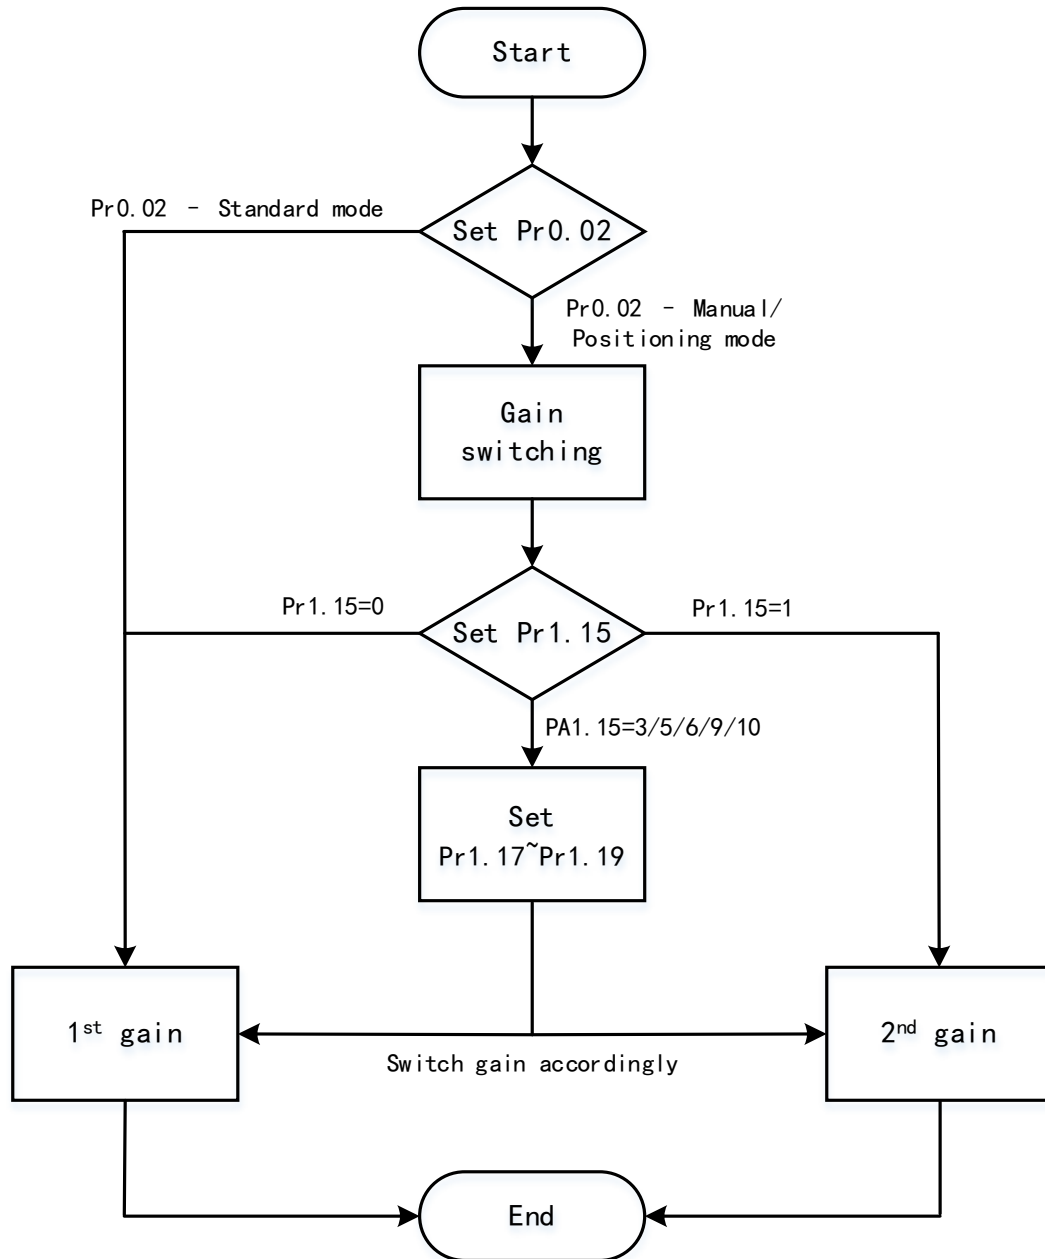 Start
Pr0.02 - Standard mode
Set Pr0.02
Pr0.02 - Manual/
Positioning mode
Gain
switching
Pr1.15=0
Set Pr1.15
Pr1.15=1
PA1.15=3/5/6/9/10
Set
Pr1.17~Pr1.19
1st gain
2nd gain
Switch gain accordingly
End